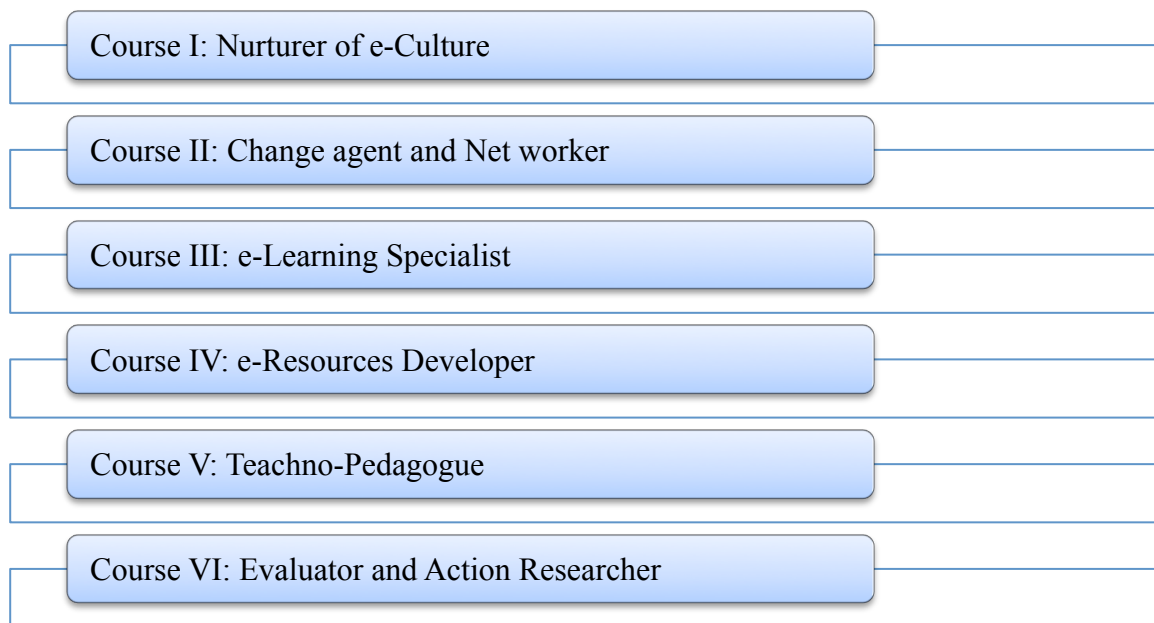 Course I: Nurturer of e-Culture
Course II: Change agent and Net worker
Course III: e-Learning Specialist
Course IV: e-Resources Developer
Course V: Teachno-Pedagogue
Course VI: Evaluator and Action Researcher